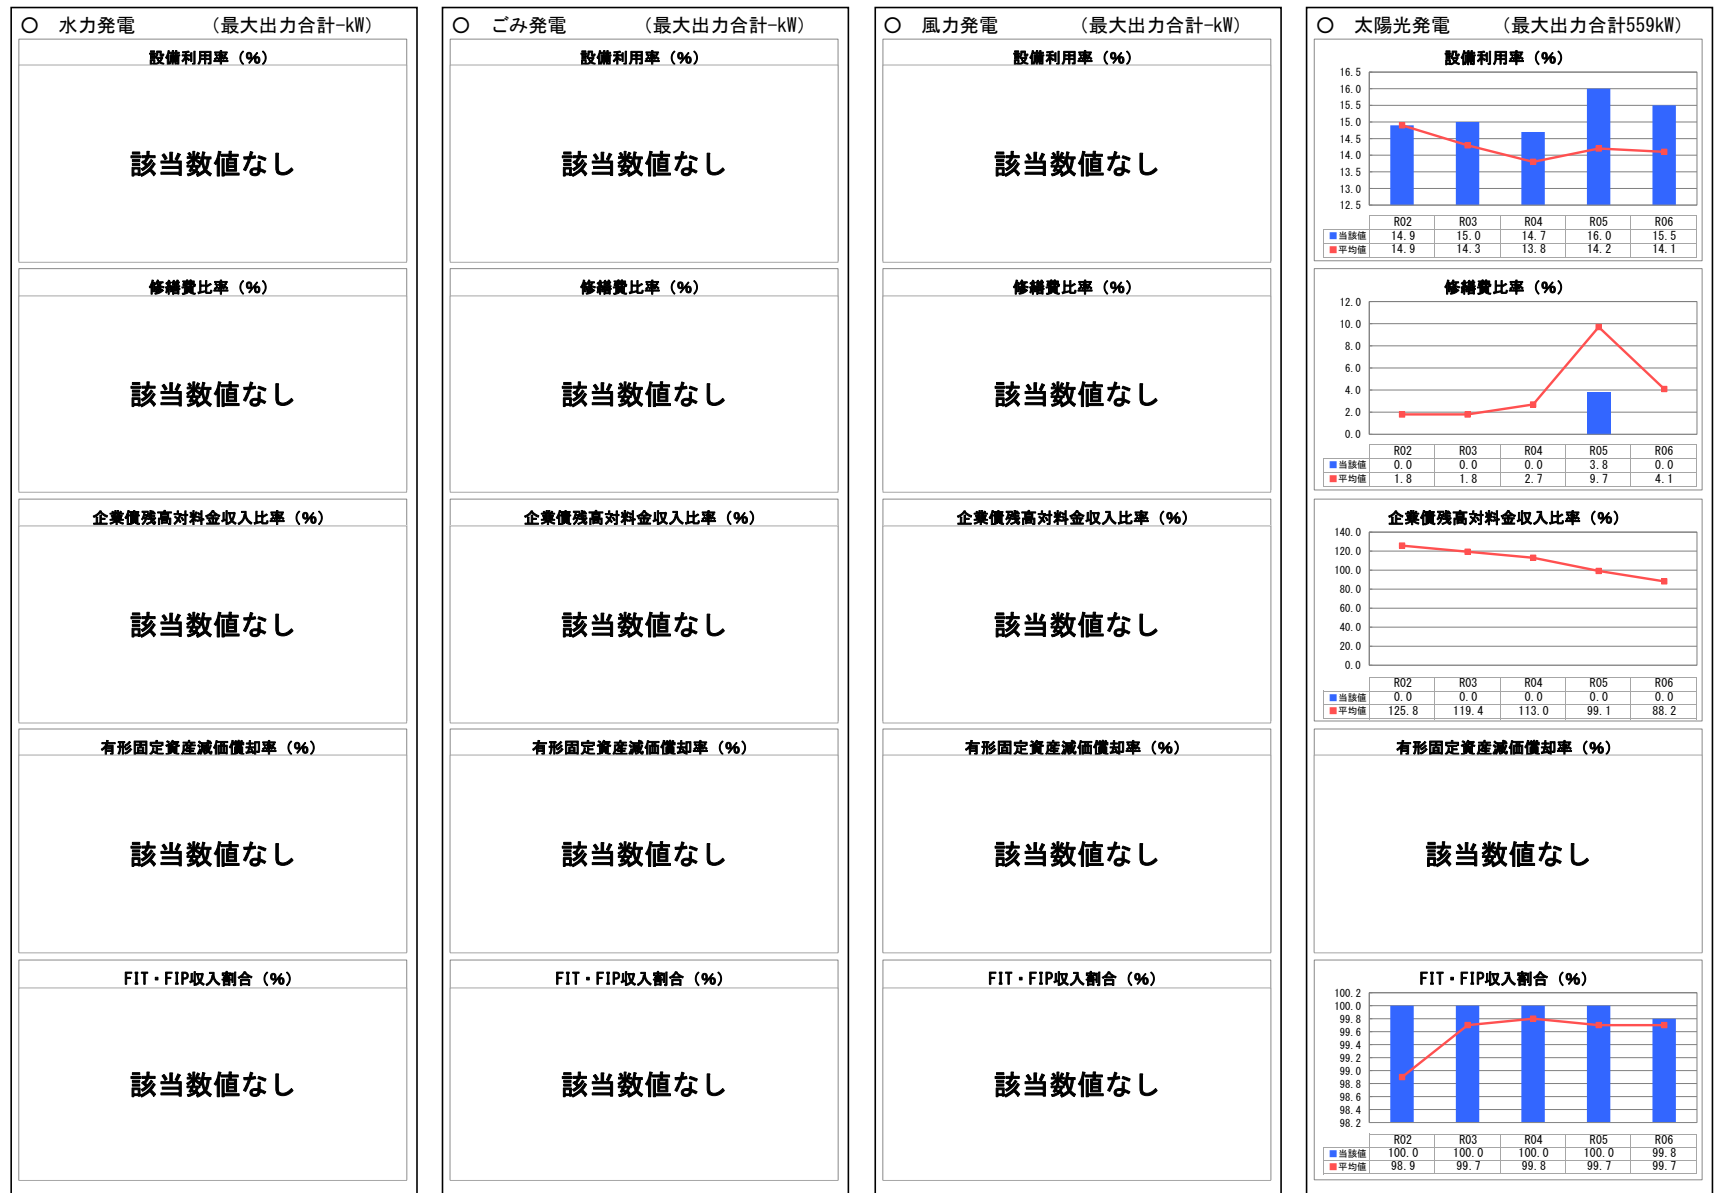 ○ 水力発電 （最大出力合計-kW）
設備利用率（%）
該当数値なし
修繕費比率（%）
該当数値なし
企業債残高対料金収入比率（%）
該当数値なし
有形固定資産減価償却率（%）
該当数値なし
FIT・FIP収入割合（%）
該当数値なし
○ ごみ発電 （最大出力合計-kW）
設備利用率（%）
該当数値なし
修繕費比率（%）
該当数値なし
企業債残高対料金収入比率（%）
該当数値なし
有形固定資産減価償却率（%）
該当数値なし
FIT・FIP収入割合（%）
該当数値なし
○ 風力発電 （最大出力合計-kW）
設備利用率（%）
該当数値なし
修繕費比率（%）
該当数値なし
企業債残高対料金収入比率（%）
該当数値なし
有形固定資産減価償却率（%）
該当数値なし
FIT・FIP収入割合（%）
該当数値なし
○ 太陽光発電 （最大出力合計559kW）
設備利用率（%）
16.5
16.0
15.5
15.0
14.5
14.0
13.5
13.0
12.5
R02 R03 R04 R05 R06
当該値 14.9 15.0 14.7 16.0 15.5
平均値 14.9 14.3 13.8 14.2 14.1
修繕費比率（%）
12.0
10.0
8.0
6.0
4.0
2.0
0.0
R02 R03 R04 R05 R06
当該値 0.0 0.0 0.0 3.8 0.0
平均値 1.8 1.8 2.7 9.7 4.1
企業債残高対料金収入比率（%）
140.0
120.0
100.0
80.0
60.0
40.0
20.0
0.0
R02 R03 R04 R05 R06
当該値 0.0 0.0 0.0 0.0 0.0
平均値 125.8 119.4 113.0 99.1 88.2
有形固定資産減価償却率（%）
該当数値なし
FIT・FIP収入割合（%）
100.2
100.0
99.8
99.6
99.4
99.2
99.0
98.8
98.6
98.4
98.2
R02 R03 R04 R05 R06
当該値 100.0 100.0 100.0 100.0 99.8
平均値 98.9 99.7 99.8 99.7 99.7